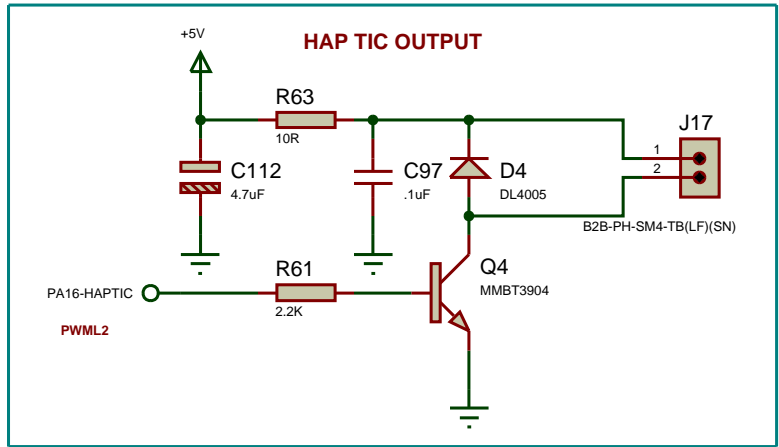 +5V
HAP TIC OUTPUT
R63
10R
J17
1
2
C112
4.7uF
C97
.1uF
D4
DL4005
B2B-PH-SM4-TB(LF)(SN)
R61
2.2K
Q4
MMBT3904
PA16-HAPTIC
PWML2